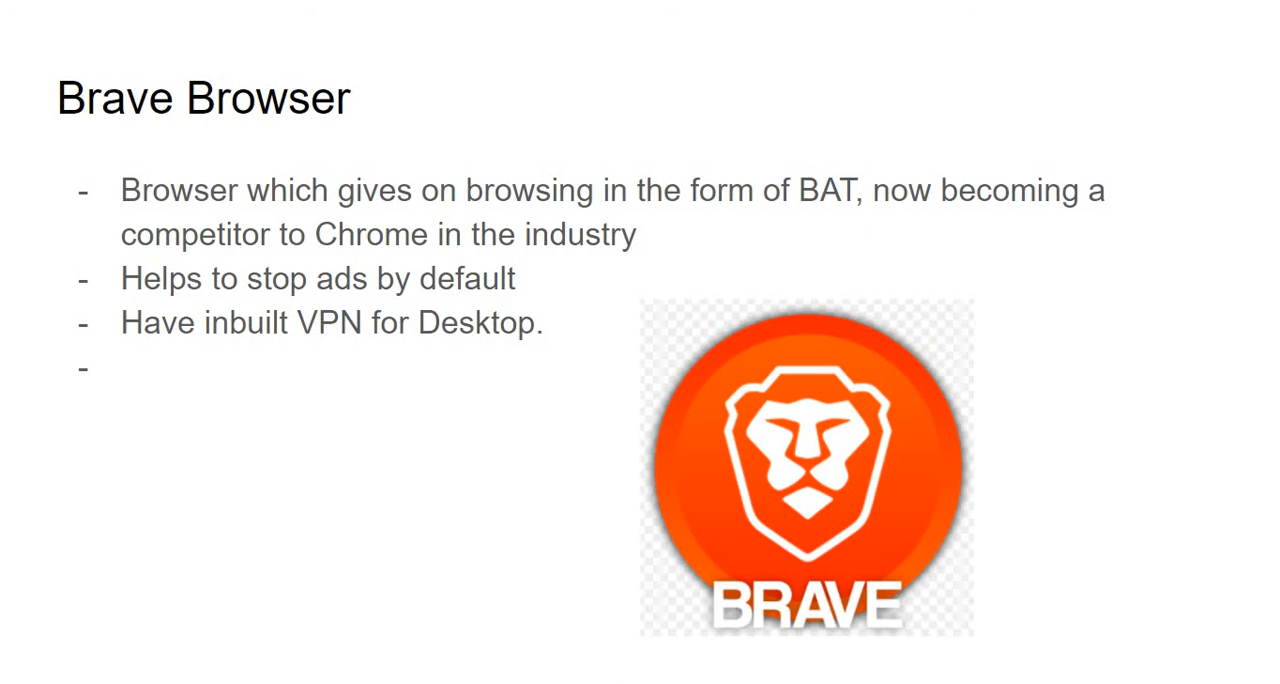 Brave Browser
- Browser which gives on browsing in the form of BAT, now becoming a
competitor to Chrome in the industry
- Helps to stop ads by default
- Have inbuilt VPN for Desktop.
-
BRAVE